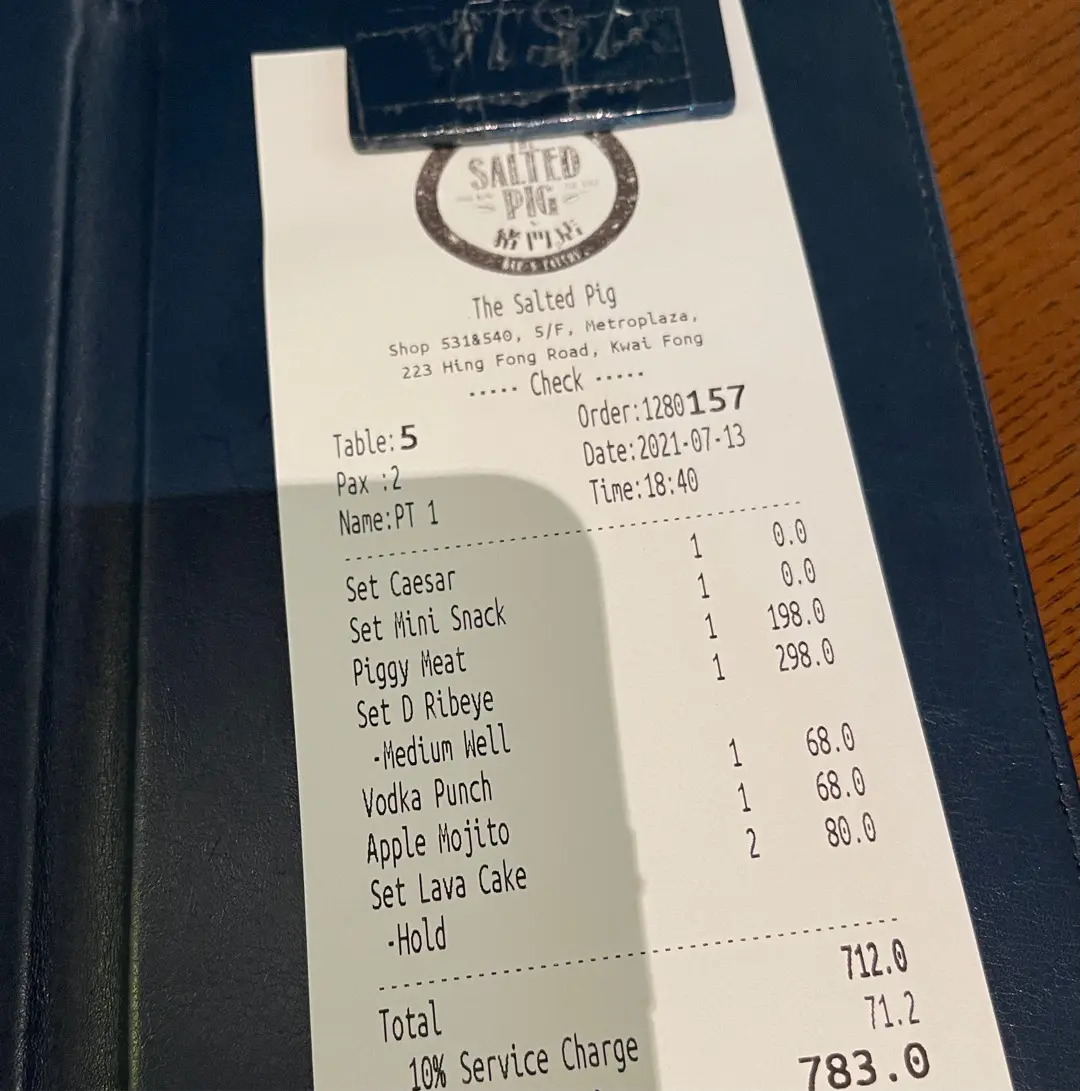 SALTED
PIG
The Salted Pig
Shop 531&540, 5/F, Metroplaza,
223 Hing Fong Road, Kwai Fong
----- Check -----
Table:5 Order:1280157
Pax :2 Date:2021-07-13
Name:PT 1 Time:18:40
Set Caesar 1 0.0
Set Mini Snack 1 0.0
Piggy Meat 1 198.0
Set D Ribeye 1 298.0
-Medium Well
Vodka Punch 1 68.0
Apple Mojito 1 68.0
Set Lava Cake 2 80.0
-Hold
Total 712.0
10% Service Charge 71.2
783.0